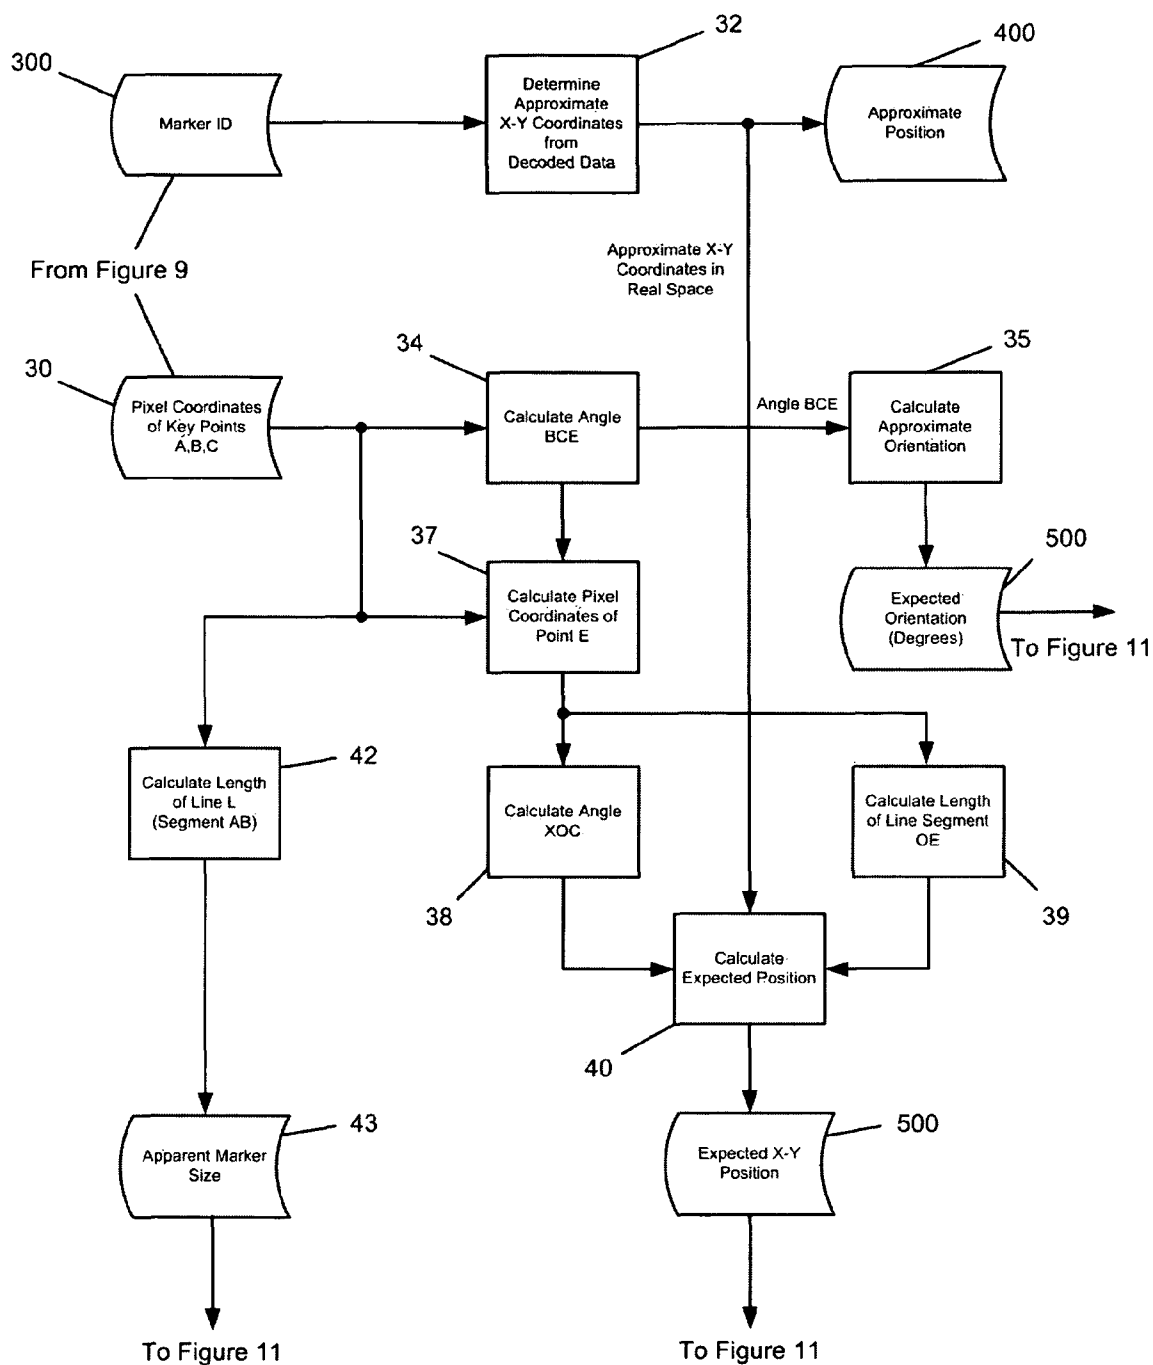 32
400
300
Marker ID
Determine
Approximate
X-Y Coordinates
from
Decoded Data
Approximate
Position
From Figure 9
Approximate X-Y
Coordinates in
Real Space
30
34
35
Pixel Coordinates
of Key Points
A,B,C
Calculate Angle
BCE
Angle BCE
Calculate
Approximate
Orientation
37
500
Calculate Pixel
Coordinates of
Point E
Expected
Orientation
(Degrees)
To Figure 11
42
Calculate Length
of Line L
(Segment AB)
Calculate Angle
XOC
Calculate Length
of Line Segment
OE
38
39
Calculate
Expected Position
40
43
500
Apparent Marker
Size
Expected X-Y
Position
To Figure 11
To Figure 11